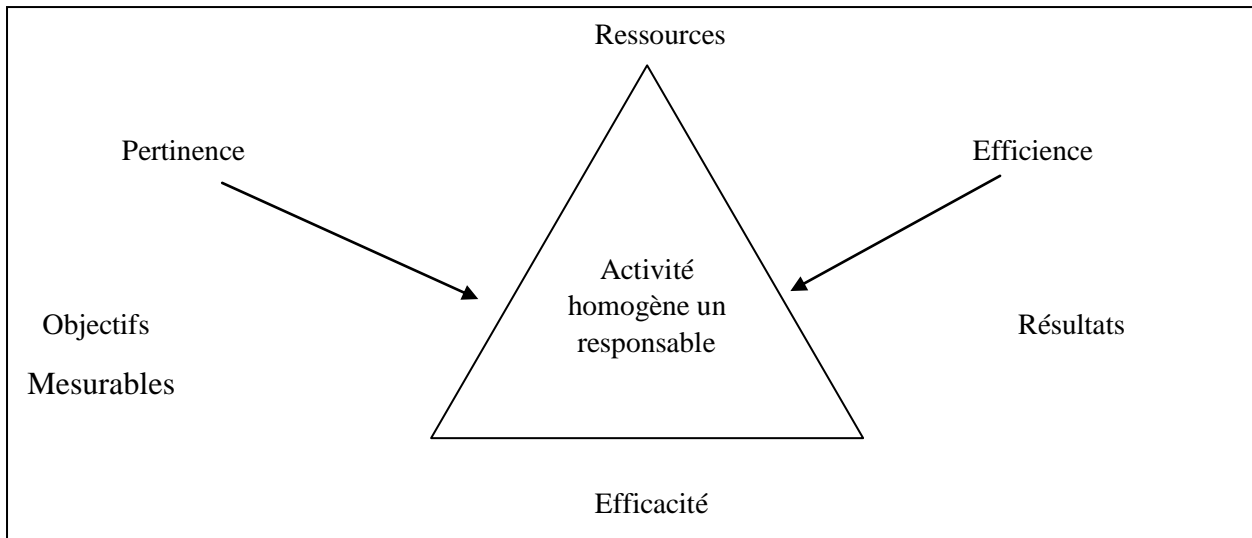 Ressources
Pertinence
Efficience
Activité
homogène un
responsable
Objectifs
Mesurables
Résultats
Efficacité